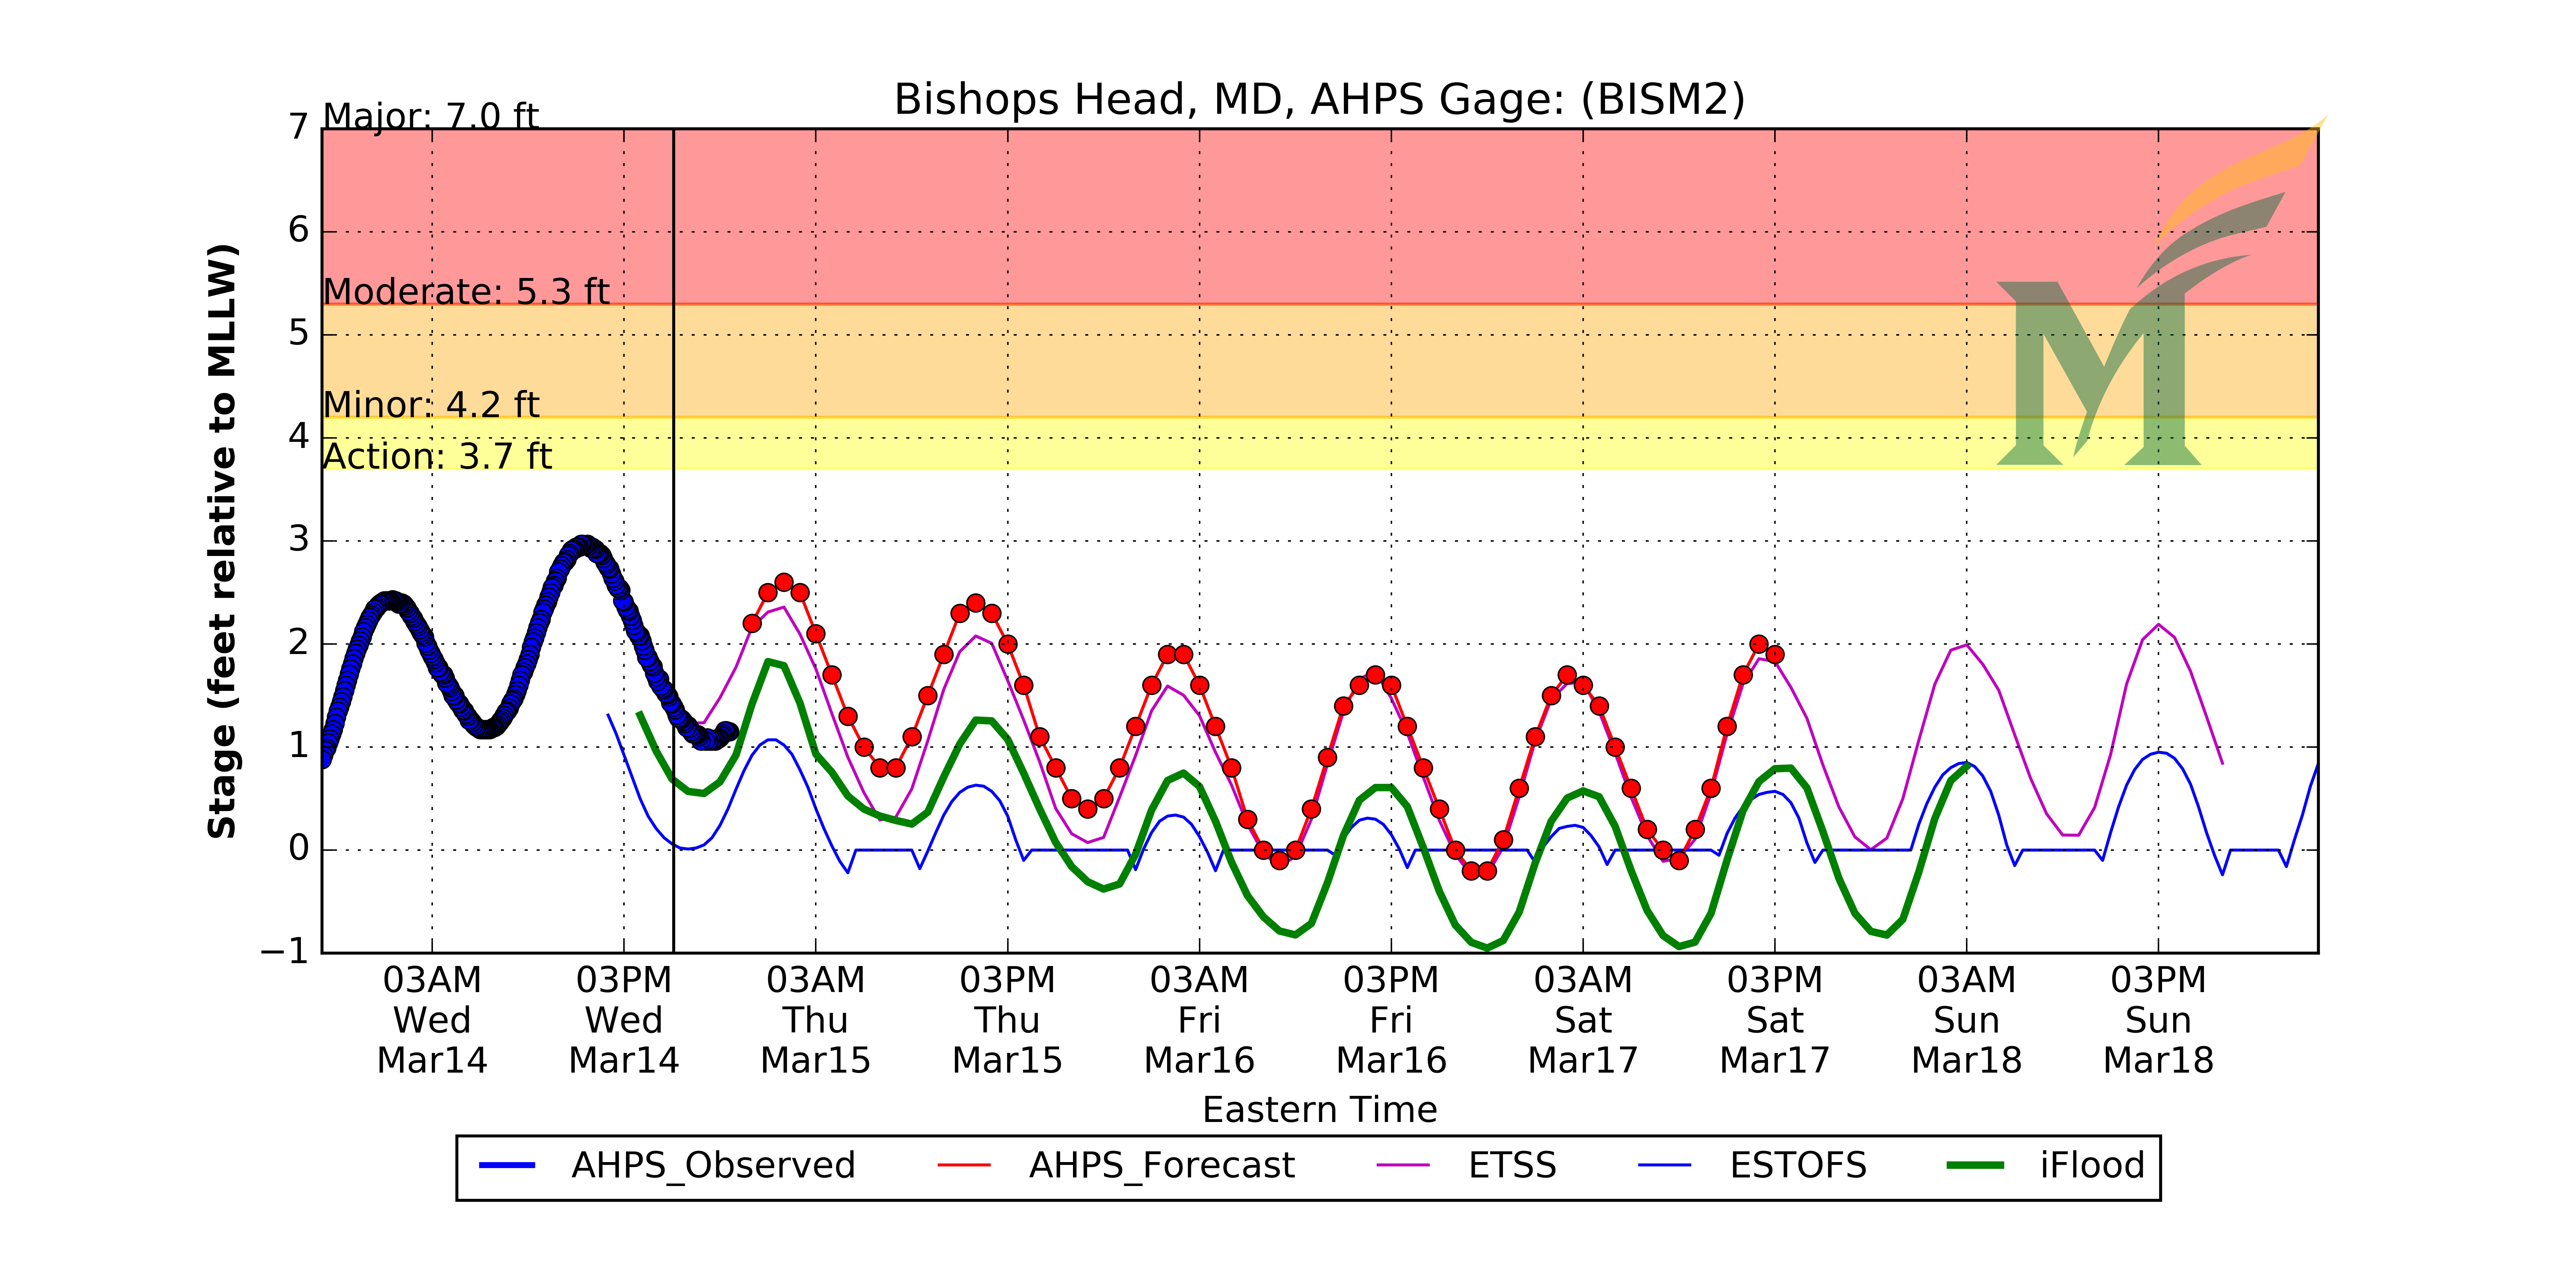 Bishops Head, MD, AHPS Gage: (BISM2)
Major: 7.0 ft
Moderate: 5.3 ft
Minor: 4.2 ft
Action: 3.7 ft
7
6
5
4
3
2
1
0
−1
Stage (feet relative to MLLW)
03AM 03PM 03AM 03PM 03AM 03PM 03AM 03PM 03AM 03PM
Wed Wed Thu Thu Fri Fri Sat Sat Sun Sun
Mar14 Mar14 Mar15 Mar15 Mar16 Mar16 Mar17 Mar17 Mar18 Mar18
Eastern Time
AHPS_Observed AHPS_Forecast ETSS ESTOFS iFlood
M